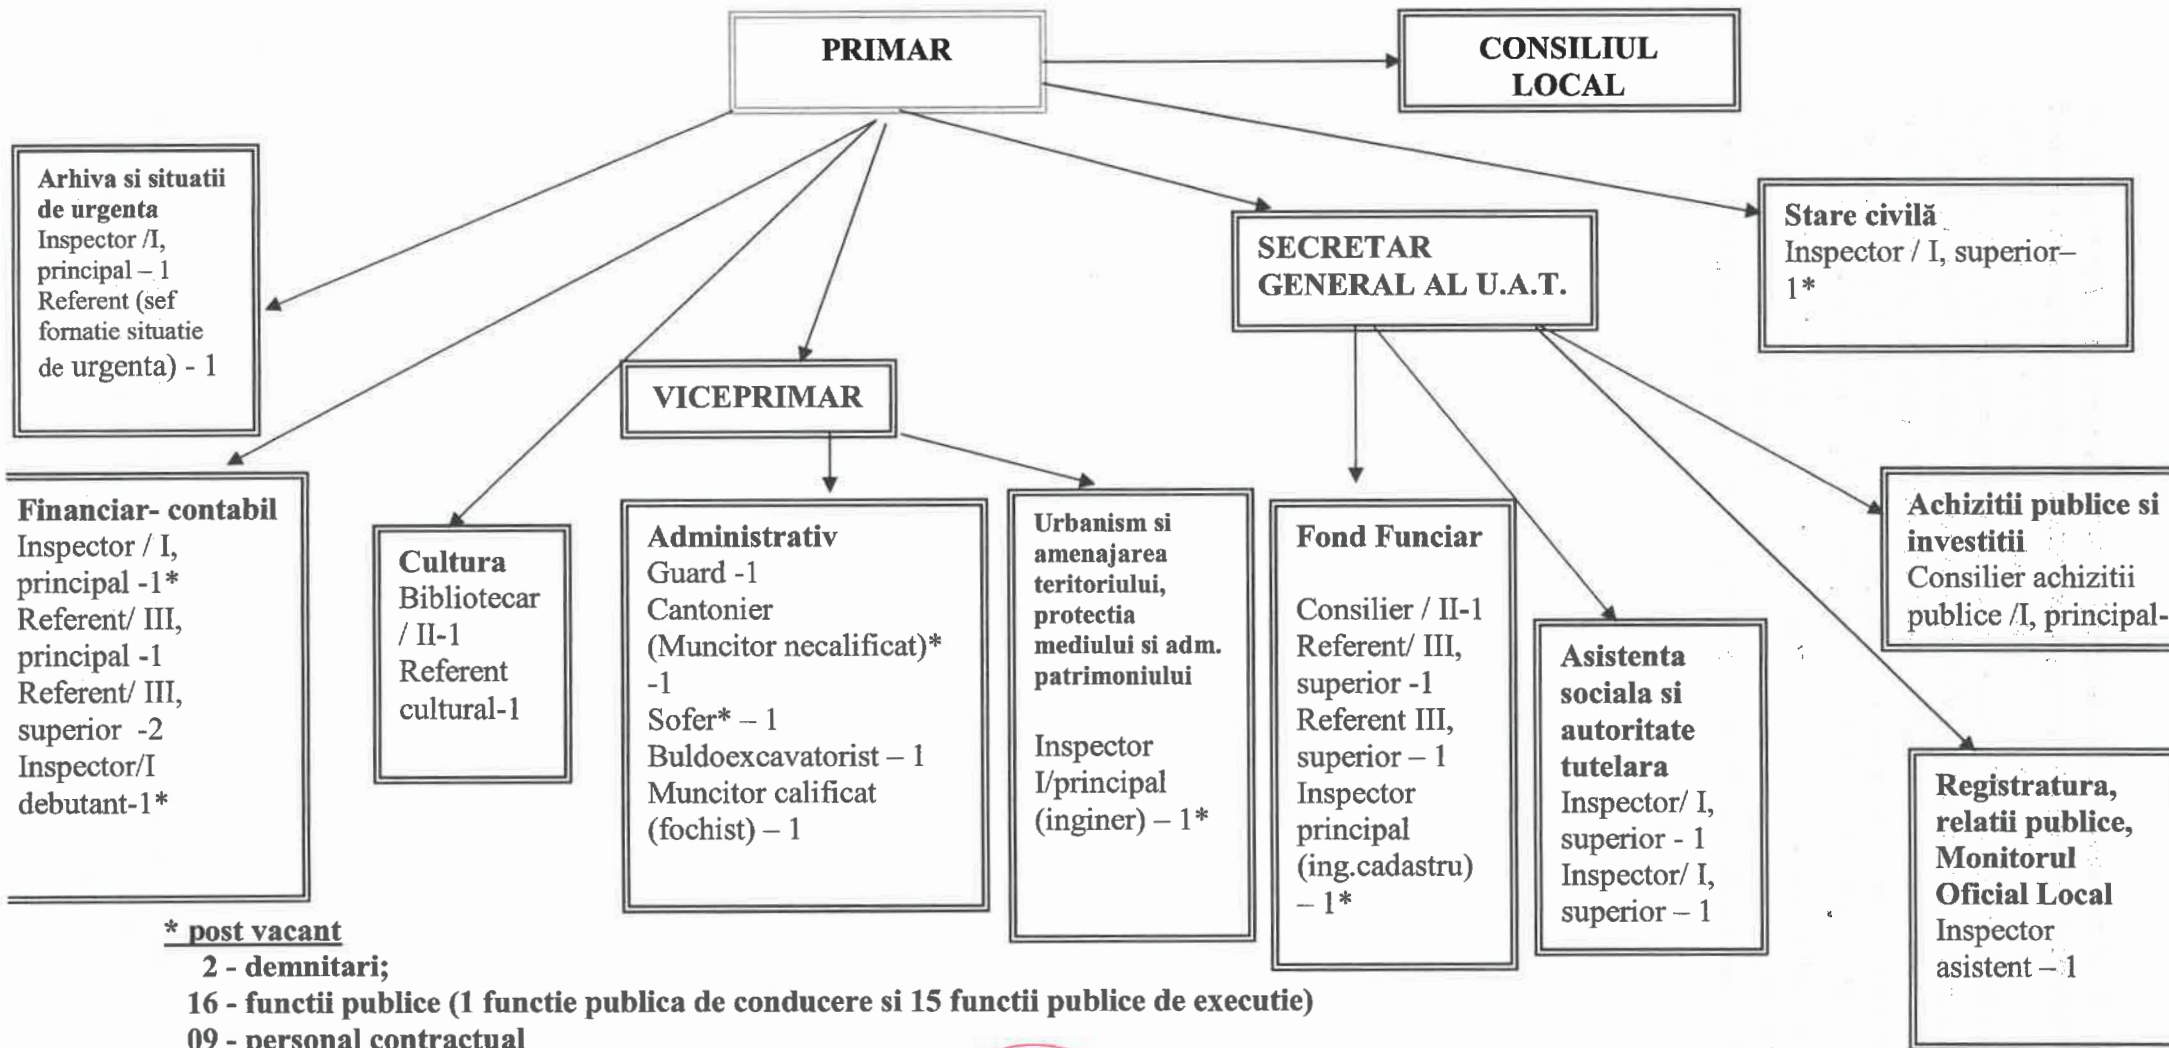 PRIMAR
CONSILIUL
LOCAL
Arhiva si situatii
de urgenta
Inspector /I,
principal – 1
Referent (sef
fornatie situatie
de urgenta) - 1
SECRETAR
GENERAL AL U.A.T.
Stare civilă
Inspector / I, superior–
1*
VICEPRIMAR
Financiar- contabil
Inspector / I,
principal -1*
Referent/ III,
principal -1
Referent/ III,
superior -2
Inspector/I
debutant-1*
Cultura
Bibliotecar
/ II-1
Referent
cultural-1
Administrativ
Guard -1
Cantonier
(Muncitor necalificat)*
-1
Sofer* – 1
Buldoexcavatorist – 1
Muncitor calificat
(fochist) – 1
Urbanism si
amenajarea
teritoriului,
protectia
mediului si adm.
patrimoniului
Inspector
I/principal
(inginer) – 1*
Fond Funciar
Consilier / II-1
Referent/ III,
superior -1
Referent III,
superior – 1
Inspector
principal
(ing.cadastru)
– 1*
Asistenta
sociala si
autoritate
tutelara
Inspector/ I,
superior - 1
Inspector/ I,
superior – 1
Achizitii publice si
investitii
Consilier achizitii
publice /I, principal-
Registratura,
relatii publice,
Monitorul
Oficial Local
Inspector
asistent – 1
* post vacant
2 - demnitari;
16 - functii publice (1 functie publica de conducere si 15 functii publice de executie)
09 - personal contractual